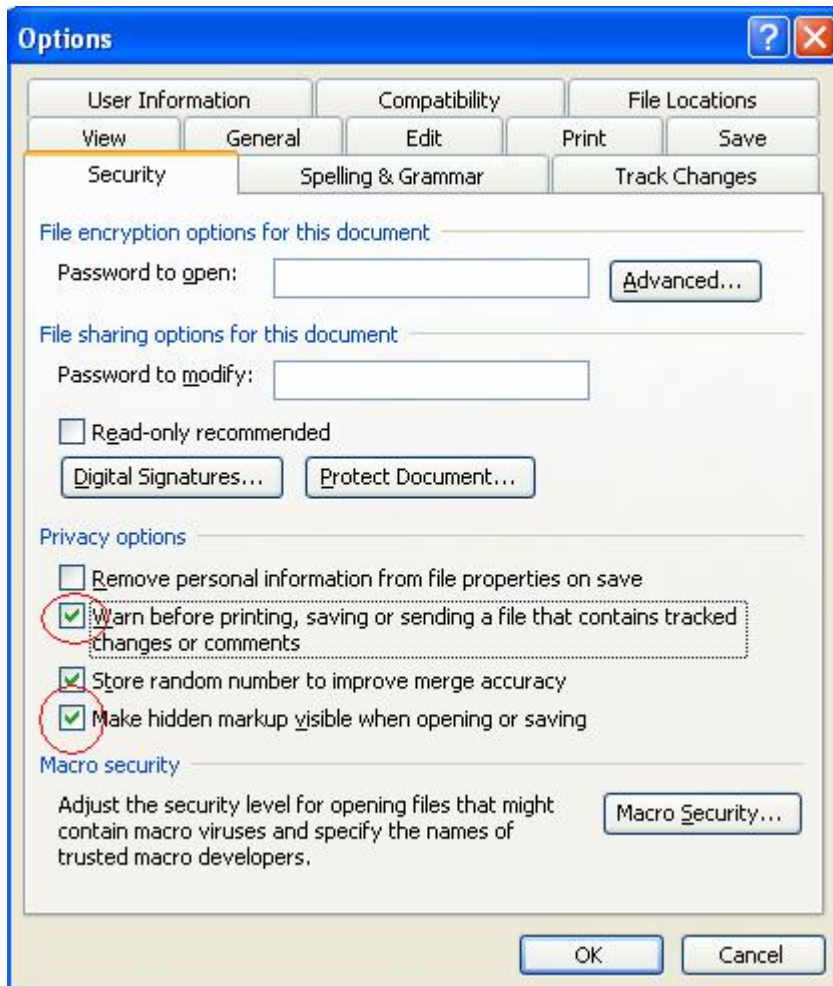 Options
User Information Compatibility File Locations
View General Edit Print Save
Security Spelling & Grammar Track Changes
File encryption options for this document
Password to open: Advanced...
File sharing options for this document
Password to modify:
Read-only recommended
Digital Signatures... Protect Document...
Privacy options
Remove personal information from file properties on save
Warn before printing, saving or sending a file that contains tracked
changes or comments
Store random number to improve merge accuracy
Make hidden markup visible when opening or saving
Macro security
Adjust the security level for opening files that might
contain macro viruses and specify the names of
trusted macro developers.
Macro Security...
OK Cancel